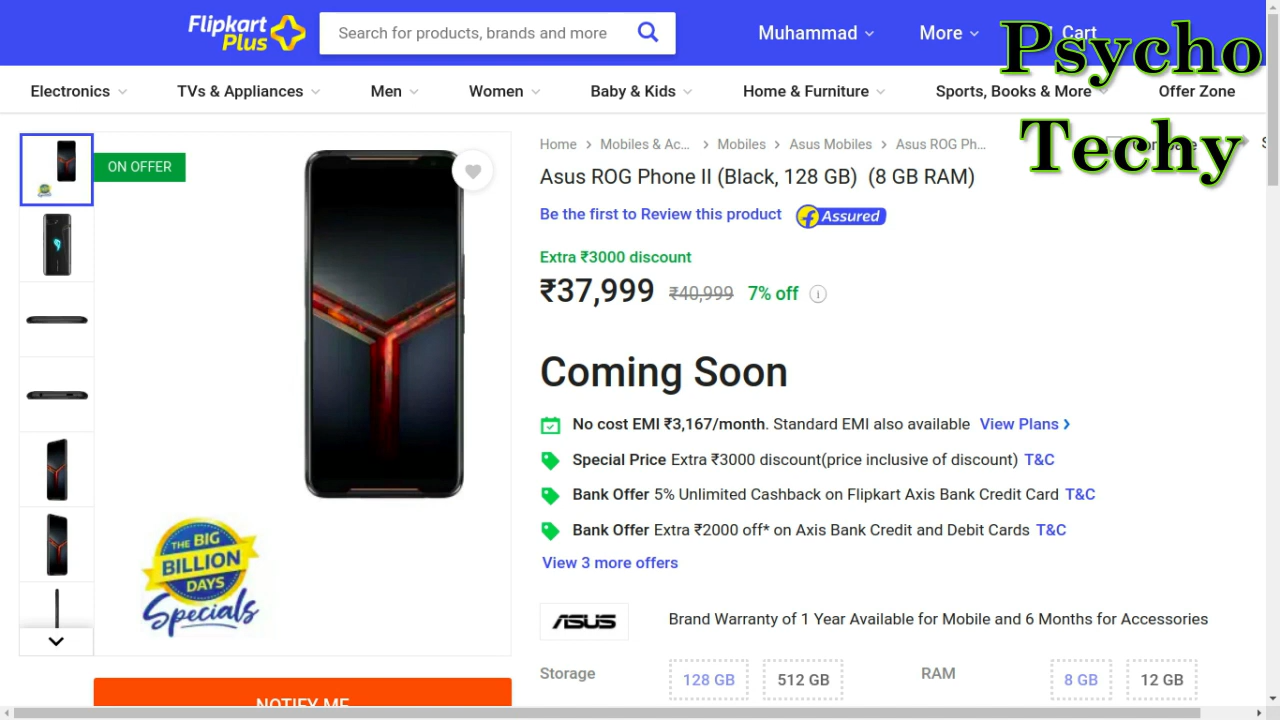 Flipkart
Plus
Search for products, brands and more
Muhammad
More
Cart
Psycho
Techy
Electronics
TVs & Appliances
Men
Women
Baby & Kids
Home & Furniture
Sports, Books & More
Offer Zone
ON OFFER
Home
Mobiles & Ac...
Mobiles
Asus Mobiles
Asus ROG Ph...
Asus ROG Phone II (Black, 128 GB) (8 GB RAM)
Be the first to Review this product
Assured
Extra ₹3000 discount
₹37,999 ₹40,999 7% off
Coming Soon
No cost EMI ₹3,167/month. Standard EMI also available View Plans
Special Price Extra ₹3000 discount(price inclusive of discount) T&C
Bank Offer 5% Unlimited Cashback on Flipkart Axis Bank Credit Card T&C
Bank Offer Extra ₹2000 off* on Axis Bank Credit and Debit Cards T&C
View 3 more offers
THE BIG
BILLION
DAYS
Specials
ASUS
Brand Warranty of 1 Year Available for Mobile and 6 Months for Accessories
Storage
128 GB
512 GB
RAM
8 GB
12 GB
NOTIFY ME